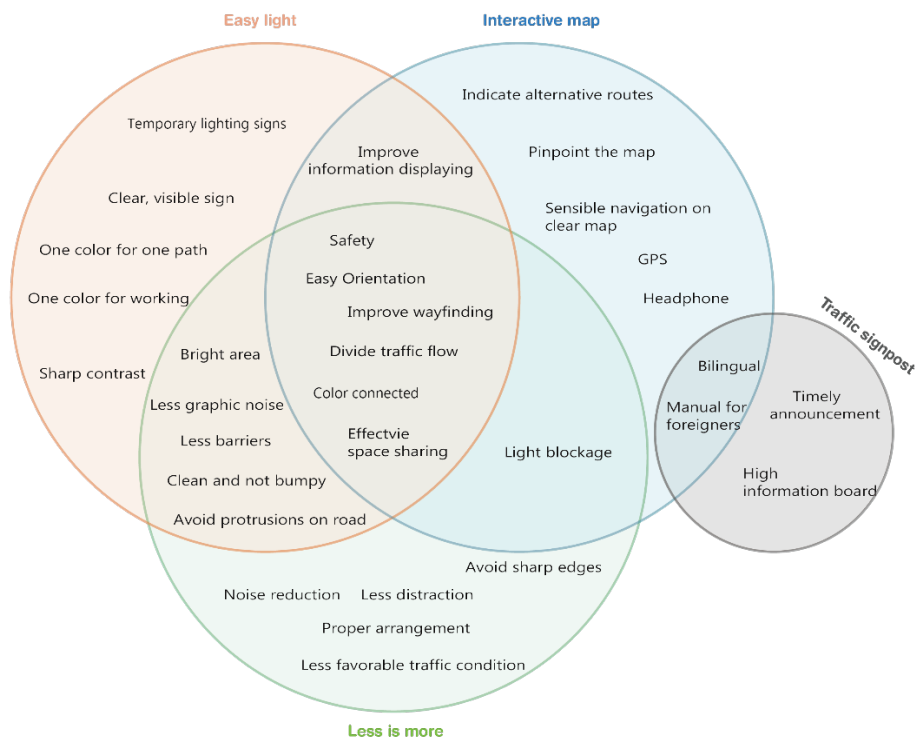 Easy light
Interactive map
Indicate alternative routes
Temporary lighting signs
Improve
information displaying
Pinpoint the map
Clear, visible sign
Sensible navigation on
clear map
Safety
One color for one path
GPS
Easy Orientation
One color for working
Headphone
Improve wayfinding
Traffic signpost
Bright area
Divide traffic flow
Bilingual
Sharp contrast
Color connected
Timely
announcement
Less graphic noise
Manual for
foreigners
Less barriers
Effectvie
space sharing
Light blockage
Clean and not bumpy
High
information board
Avoid protrusions on road
Avoid sharp edges
Noise reduction
Less distraction
Proper arrangement
Less favorable traffic condition
Less is more